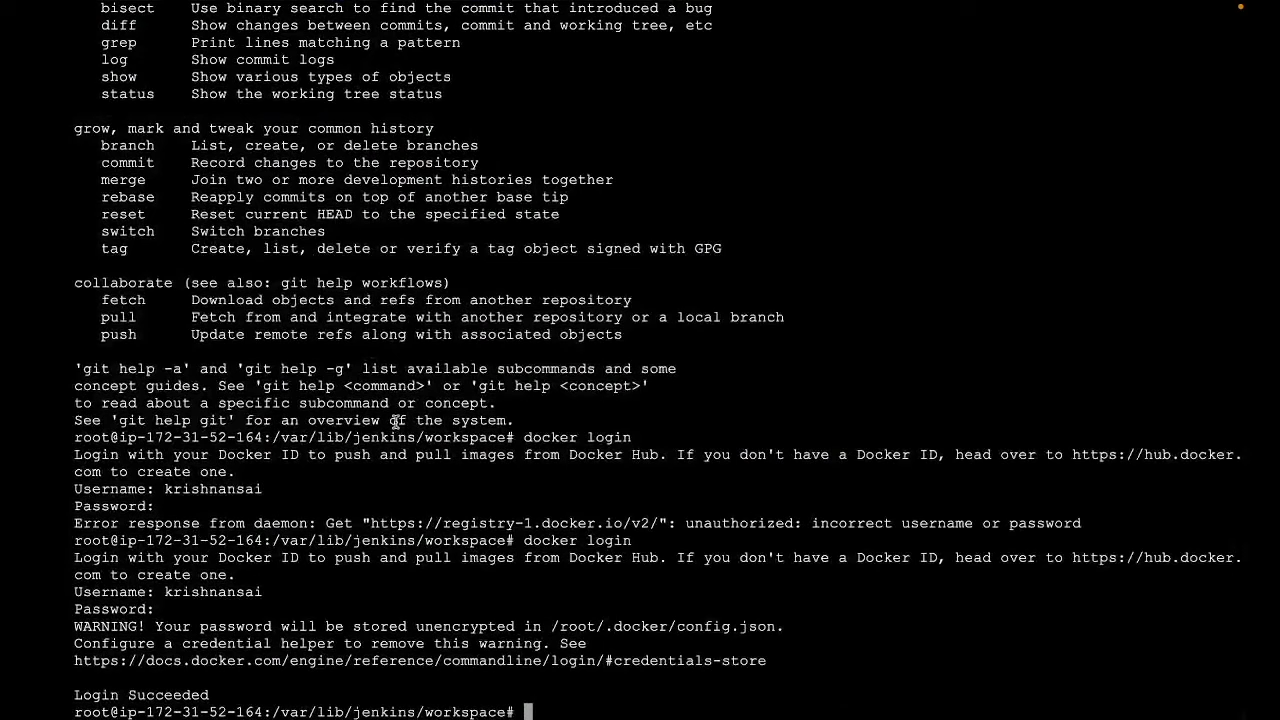 bisect Use binary search to find the commit that introduced a bug
diff Show changes between commits, commit and working tree, etc
grep Print lines matching a pattern
log Show commit logs
show Show various types of objects
status Show the working tree status
grow, mark and tweak your common history
branch List, create, or delete branches
commit Record changes to the repository
merge Join two or more development histories together
rebase Reapply commits on top of another base tip
reset Reset current HEAD to the specified state
switch Switch branches
tag Create, list, delete or verify a tag object signed with GPG
collaborate (see also: git help workflows)
fetch Download objects and refs from another repository
pull Fetch from and integrate with another repository or a local branch
push Update remote refs along with associated objects
'git help -a' and 'git help -g' list available subcommands and some
concept guides. See 'git help <command>' or 'git help <concept>'
to read about a specific subcommand or concept.
See 'git help git' for an overview of the system.
root@ip-172-31-52-164:/var/lib/jenkins/workspace# docker login
Login with your Docker ID to push and pull images from Docker Hub. If you don't have a Docker ID, head over to https://hub.docker.
com to create one.
Username: krishnansai
Password:
Error response from daemon: Get "https://registry-1.docker.io/v2/": unauthorized: incorrect username or password
root@ip-172-31-52-164:/var/lib/jenkins/workspace# docker login
Login with your Docker ID to push and pull images from Docker Hub. If you don't have a Docker ID, head over to https://hub.docker.
com to create one.
Username: krishnansai
Password:
WARNING! Your password will be stored unencrypted in /root/.docker/config.json.
Configure a credential helper to remove this warning. See
https://docs.docker.com/engine/reference/commandline/login/#credentials-store
Login Succeeded
root@ip-172-31-52-164:/var/lib/jenkins/workspace#